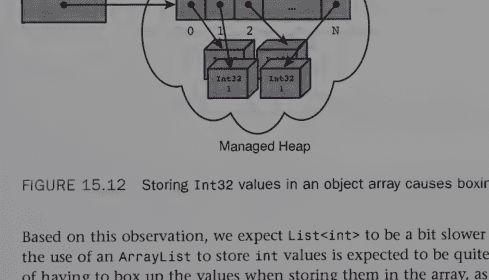 ...
0 1 2 N
Int32 Int32
1 1
Managed Heap
FIGURE 15.12 Storing Int32 values in an object array causes
Based on this observation, we expect List<int> to be a bit slower
the use of an ArrayList to store int values is expected to be quite
of having to box up the values when storing them in the array, as